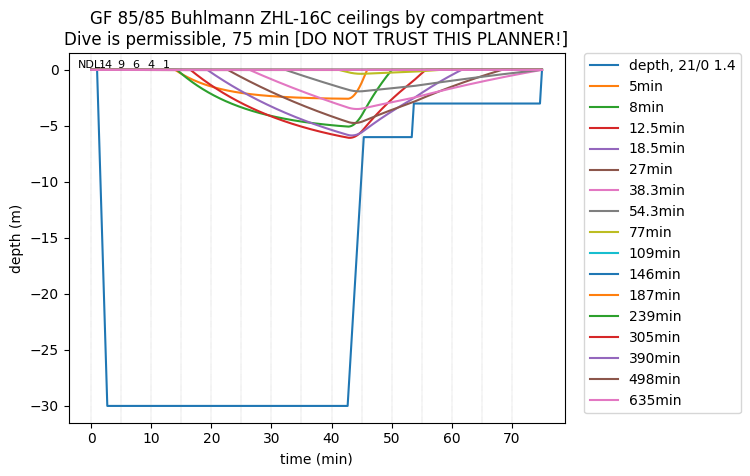 GF 85/85 Buhlmann ZHL-16C ceilings by compartment
Dive is permissible, 75 min [DO NOT TRUST THIS PLANNER!]
NDL14 9 6 4 1
0
−5
−10
−15
−20
−25
−30
depth (m)
0 10 20 30 40 50 60 70
time (min)
depth, 21/0 1.4
5min
8min
12.5min
18.5min
27min
38.3min
54.3min
77min
109min
146min
187min
239min
305min
390min
498min
635min